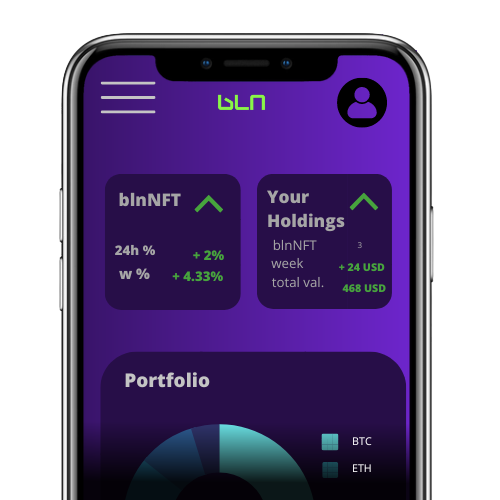 bLn
blnNFT
24h % + 2%
w % + 4.33%
Your
Holdings
blnNFT 3
week + 24 USD
total val. 468 USD
Portfolio
BTC
ETH